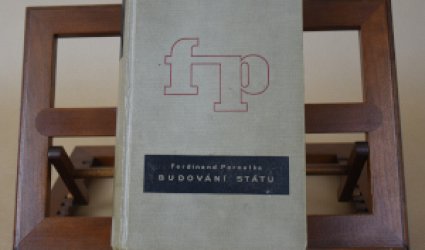 fp
Ferdinand Peroutka
BUDOVÁNÍ STÁTU